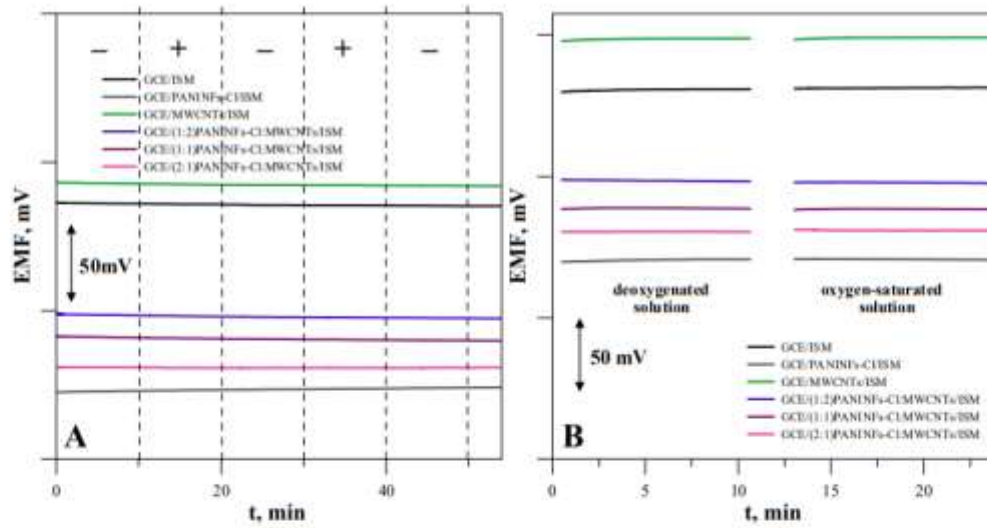 − + − + −
GCE/ISM
GCE/PANINFs-Cl/ISM
GCE/MWCNTs/ISM
GCE/(1:2)PANINFs-Cl:MWCNTs/ISM
GCE/(1:1)PANINFs-Cl:MWCNTs/ISM
GCE/(2:1)PANINFs-Cl:MWCNTs/ISM
EMF, mV
50mV
A
0 20 40
t, min
EMF, mV
deoxygenated
solution
oxygen-saturated
solution
50 mV
GCE/ISM
GCE/PANINFs-Cl/ISM
GCE/MWCNTs/ISM
GCE/(1:2)PANINFs-Cl:MWCNTs/ISM
GCE/(1:1)PANINFs-Cl:MWCNTs/ISM
GCE/(2:1)PANINFs-Cl:MWCNTs/ISM
B
0 5 10 15 20
t, min